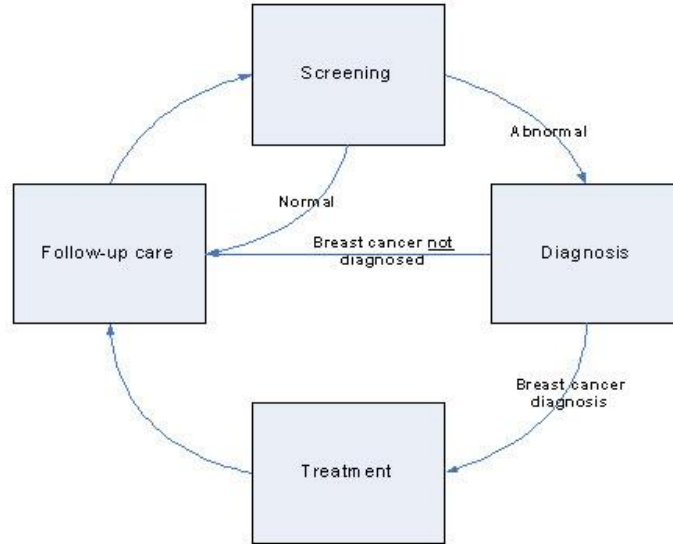 Screening
Abnormal
Normal
Follow-up care
Breast cancer not
diagnosed
Diagnosis
Breast cancer
diagnosis
Treatment